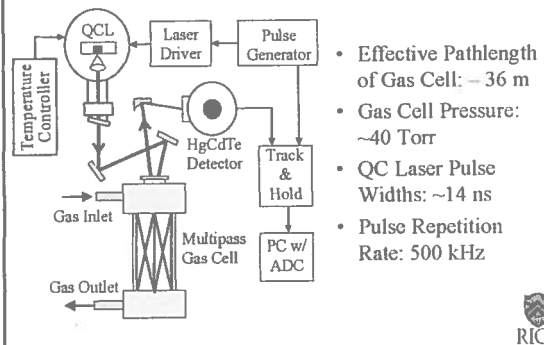 QCL
Laser
Driver
Pulse
Generator
Temperature
Controller
HgCdTe
Detector
Track
&
Hold
Gas Inlet
Multipass
Gas Cell
PC w/
ADC
Gas Outlet
• Effective Pathlength
of Gas Cell: ~ 36 m
• Gas Cell Pressure:
~40 Torr
• QC Laser Pulse
Widths: ~14 ns
• Pulse Repetition
Rate: 500 kHz